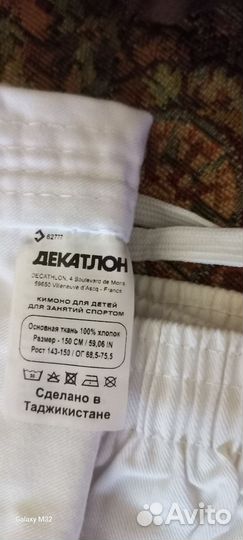 62777
ДЕКАТЛОН
DECATHLON, 4 Boulevard de Mons
59650 Villeneuve d'Ascq - France
КИМОНО ДЛЯ ДЕТЕЙ
ДЛЯ ЗАНЯТИЙ СПОРТОМ
Основная ткань 100% хлопок
Размер - 150 СМ / 59,06 IN
Рост 143-150 / ОГ 68,5-75,5
30
Сделано в
Таджикистане
Galaxy M32
Avito